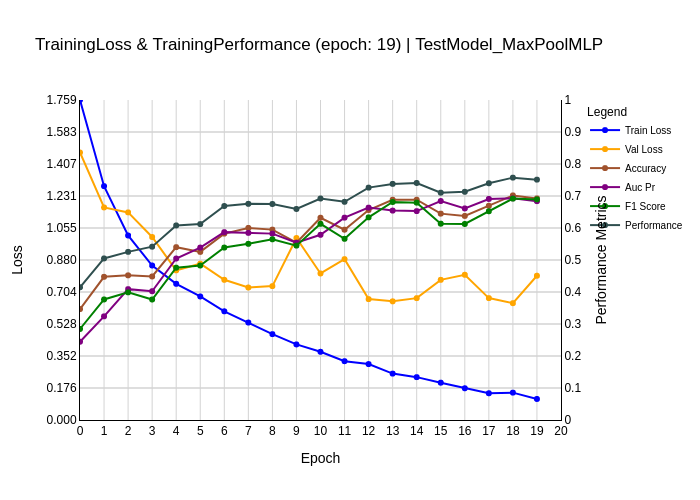 TrainingLoss & TrainingPerformance (epoch: 19) | TestModel_MaxPoolMLP
Legend
Train Loss
Val Loss
Accuracy
Auc Pr
F1 Score
Performance
1.759
1.583
1.407
1.231
1.055
0.880
0.704
0.528
0.352
0.176
0.000
Loss
1
0.9
0.8
0.7
0.6
0.5
0.4
0.3
0.2
0.1
0
Performance Metrics
0 1 2 3 4 5 6 7 8 9 10 11 12 13 14 15 16 17 18 19 20
Epoch